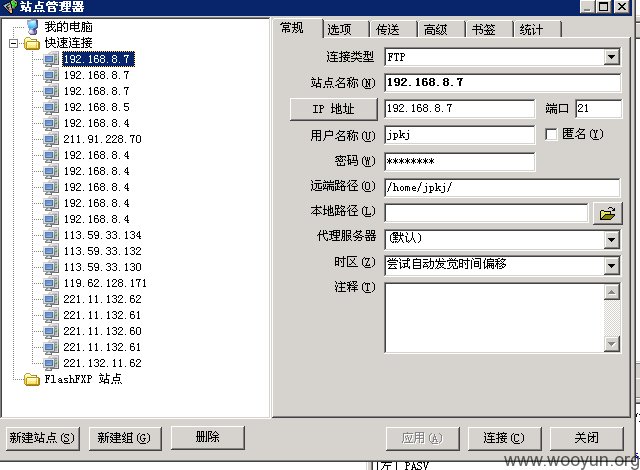 站点管理器
我的电脑
快速连接
192.168.8.7
192.168.8.7
192.168.8.7
192.168.8.5
192.168.8.4
211.91.228.70
192.168.8.4
192.168.8.4
192.168.8.4
192.168.8.4
192.168.8.4
113.59.33.134
113.59.33.132
113.59.33.130
119.62.128.171
221.11.132.62
221.11.132.61
221.11.132.60
221.11.132.61
221.132.11.62
FlashFXP 站点
常规 选项 传送 高级 书签 统计
连接类型 FTP
站点名称(N) 192.168.8.7
IP 地址 192.168.8.7 端口 21
用户名称(U) jpkj 匿名(Y)
密码(W) ********
远端路径(O) /home/jpkj/
本地路径(L)
代理服务器 (默认)
时区(Z) 尝试自动发觉时间偏移
注释(I)
新建站点(S) 新建组(G) 删除 应用(A) 连接(C) 关闭
www.wooyun.org
[左] PASV